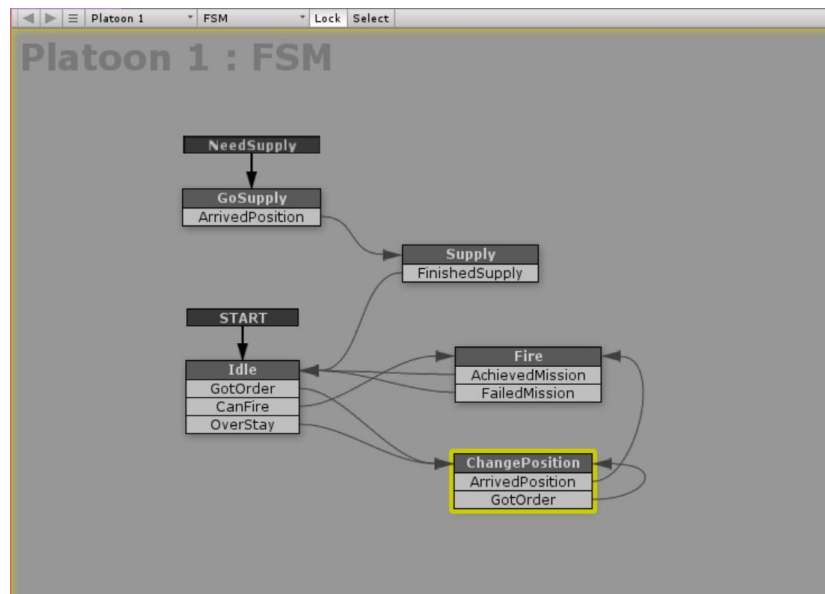 Platoon 1 FSM Lock Select
Platoon 1 : FSM
NeedSupply
GoSupply
ArrivedPosition
Supply
FinishedSupply
START
Idle
GotOrder
CanFire
OverStay
Fire
AchievedMission
FailedMission
ChangePosition
ArrivedPosition
GotOrder